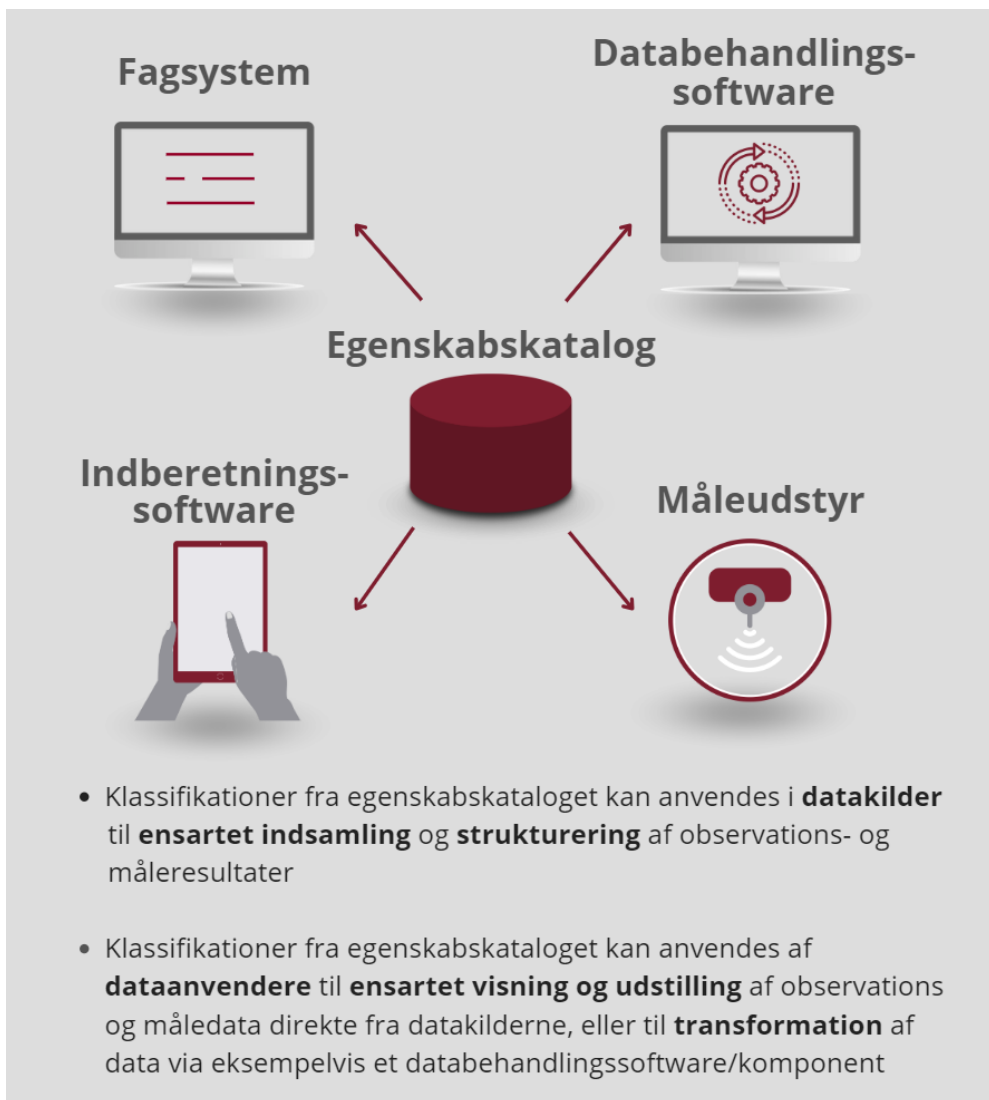 Fagsystem
Databehandlings-
software
Egenskabskatalog
Indberetnings-
software
Måleudstyr
• Klassifikationer fra egenskabskataloget kan anvendes i datakilder
til ensartet indsamling og strukturering af observations- og
måleresultater
• Klassifikationer fra egenskabskataloget kan anvendes af
dataanvendere til ensartet visning og udstilling af observations
og måledata direkte fra datakilderne, eller til transformation af
data via eksempelvis et databehandlingssoftware/komponent